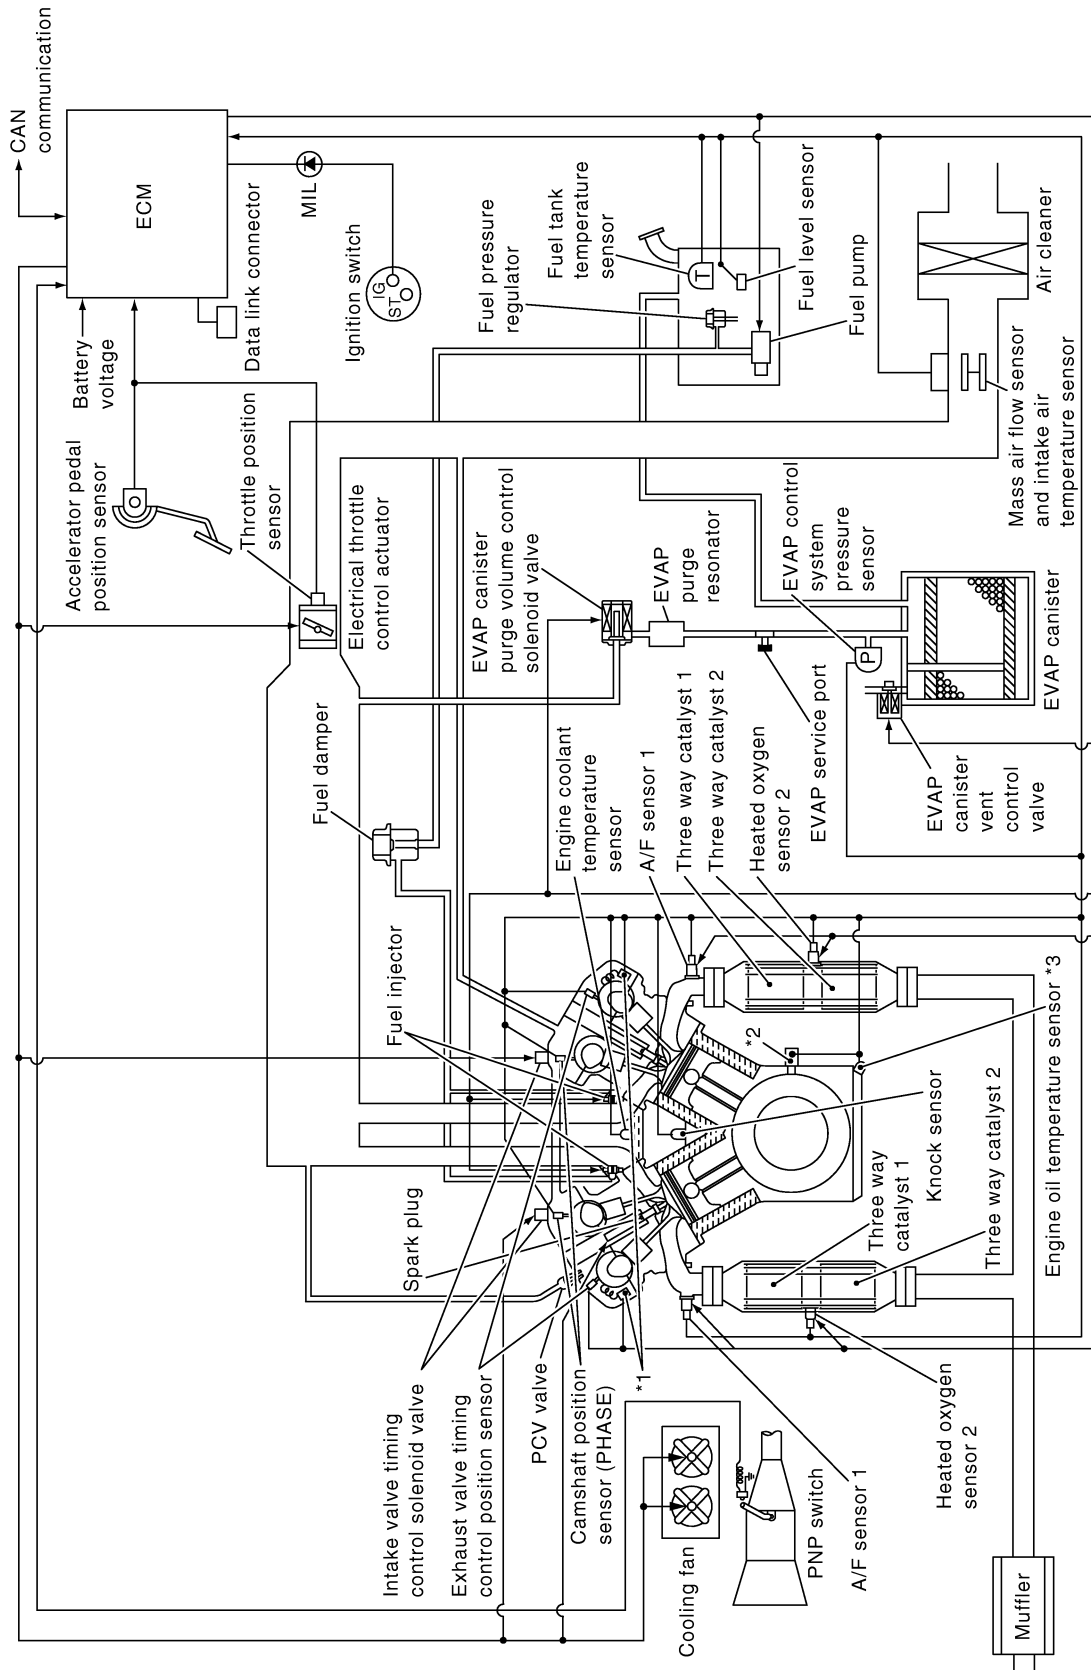 CAN
communication
ECM
MIL
Data link connector
Battery
voltage
IG
ST
Ignition switch
Accelerator pedal
position sensor
Throttle position
sensor
Electrical throttle
control actuator
Fuel pressure
regulator
Fuel tank
temperature
sensor
T
Fuel level sensor
Fuel pump
Air cleaner
Mass air flow sensor
and intake air
temperature sensor
EVAP canister
purge volume control
solenoid valve
EVAP
purge
resonator
EVAP control
system
pressure
sensor
P
EVAP canister
EVAP service port
EVAP
canister
vent
control
valve
Fuel damper
Fuel injector
Engine coolant
temperature
sensor
A/F sensor 1
Three way catalyst 1
Three way catalyst 2
Heated oxygen
sensor 2
*2
Engine oil temperature sensor *3
Knock sensor
Three way
catalyst 1
Three way catalyst 2
Spark plug
Intake valve timing
control solenoid valve
Exhaust valve timing
control position sensor
PCV valve
Camshaft position
sensor (PHASE)
*1
Cooling fan
PNP switch
A/F sensor 1
Heated oxygen
sensor 2
Muffler